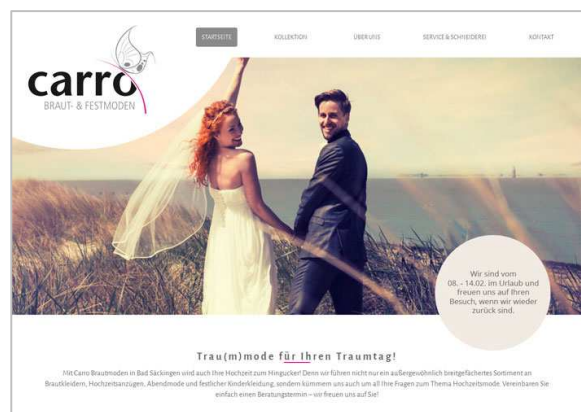 STARTSEITE
KOLLEKTION
ÜBER UNS
SERVICE & SCHNEIDEREI
KONTAKT
carro
BRAUT- & FESTMODEN
Wir sind vom
08. - 14.02. im Urlaub und
freuen uns auf Ihren
Besuch, wenn wir wieder
zurück sind.
Trau(m)mode für Ihren Traumtag!
Mit Carro Brautmoden in Bad Säckingen wird auch Ihre Hochzeit zum Hingucker! Denn wir führen nicht nur ein außergewöhnlich breitgefächertes Sortiment an
Brautkleidern, Hochzeitsanzügen, Abendmode und festlicher Kinderkleidung, sondern kümmern uns auch um all Ihre Fragen zum Thema Hochzeitsmode. Vereinbaren Sie
einfach einen Beratungstermin – wir freuen uns auf Sie!